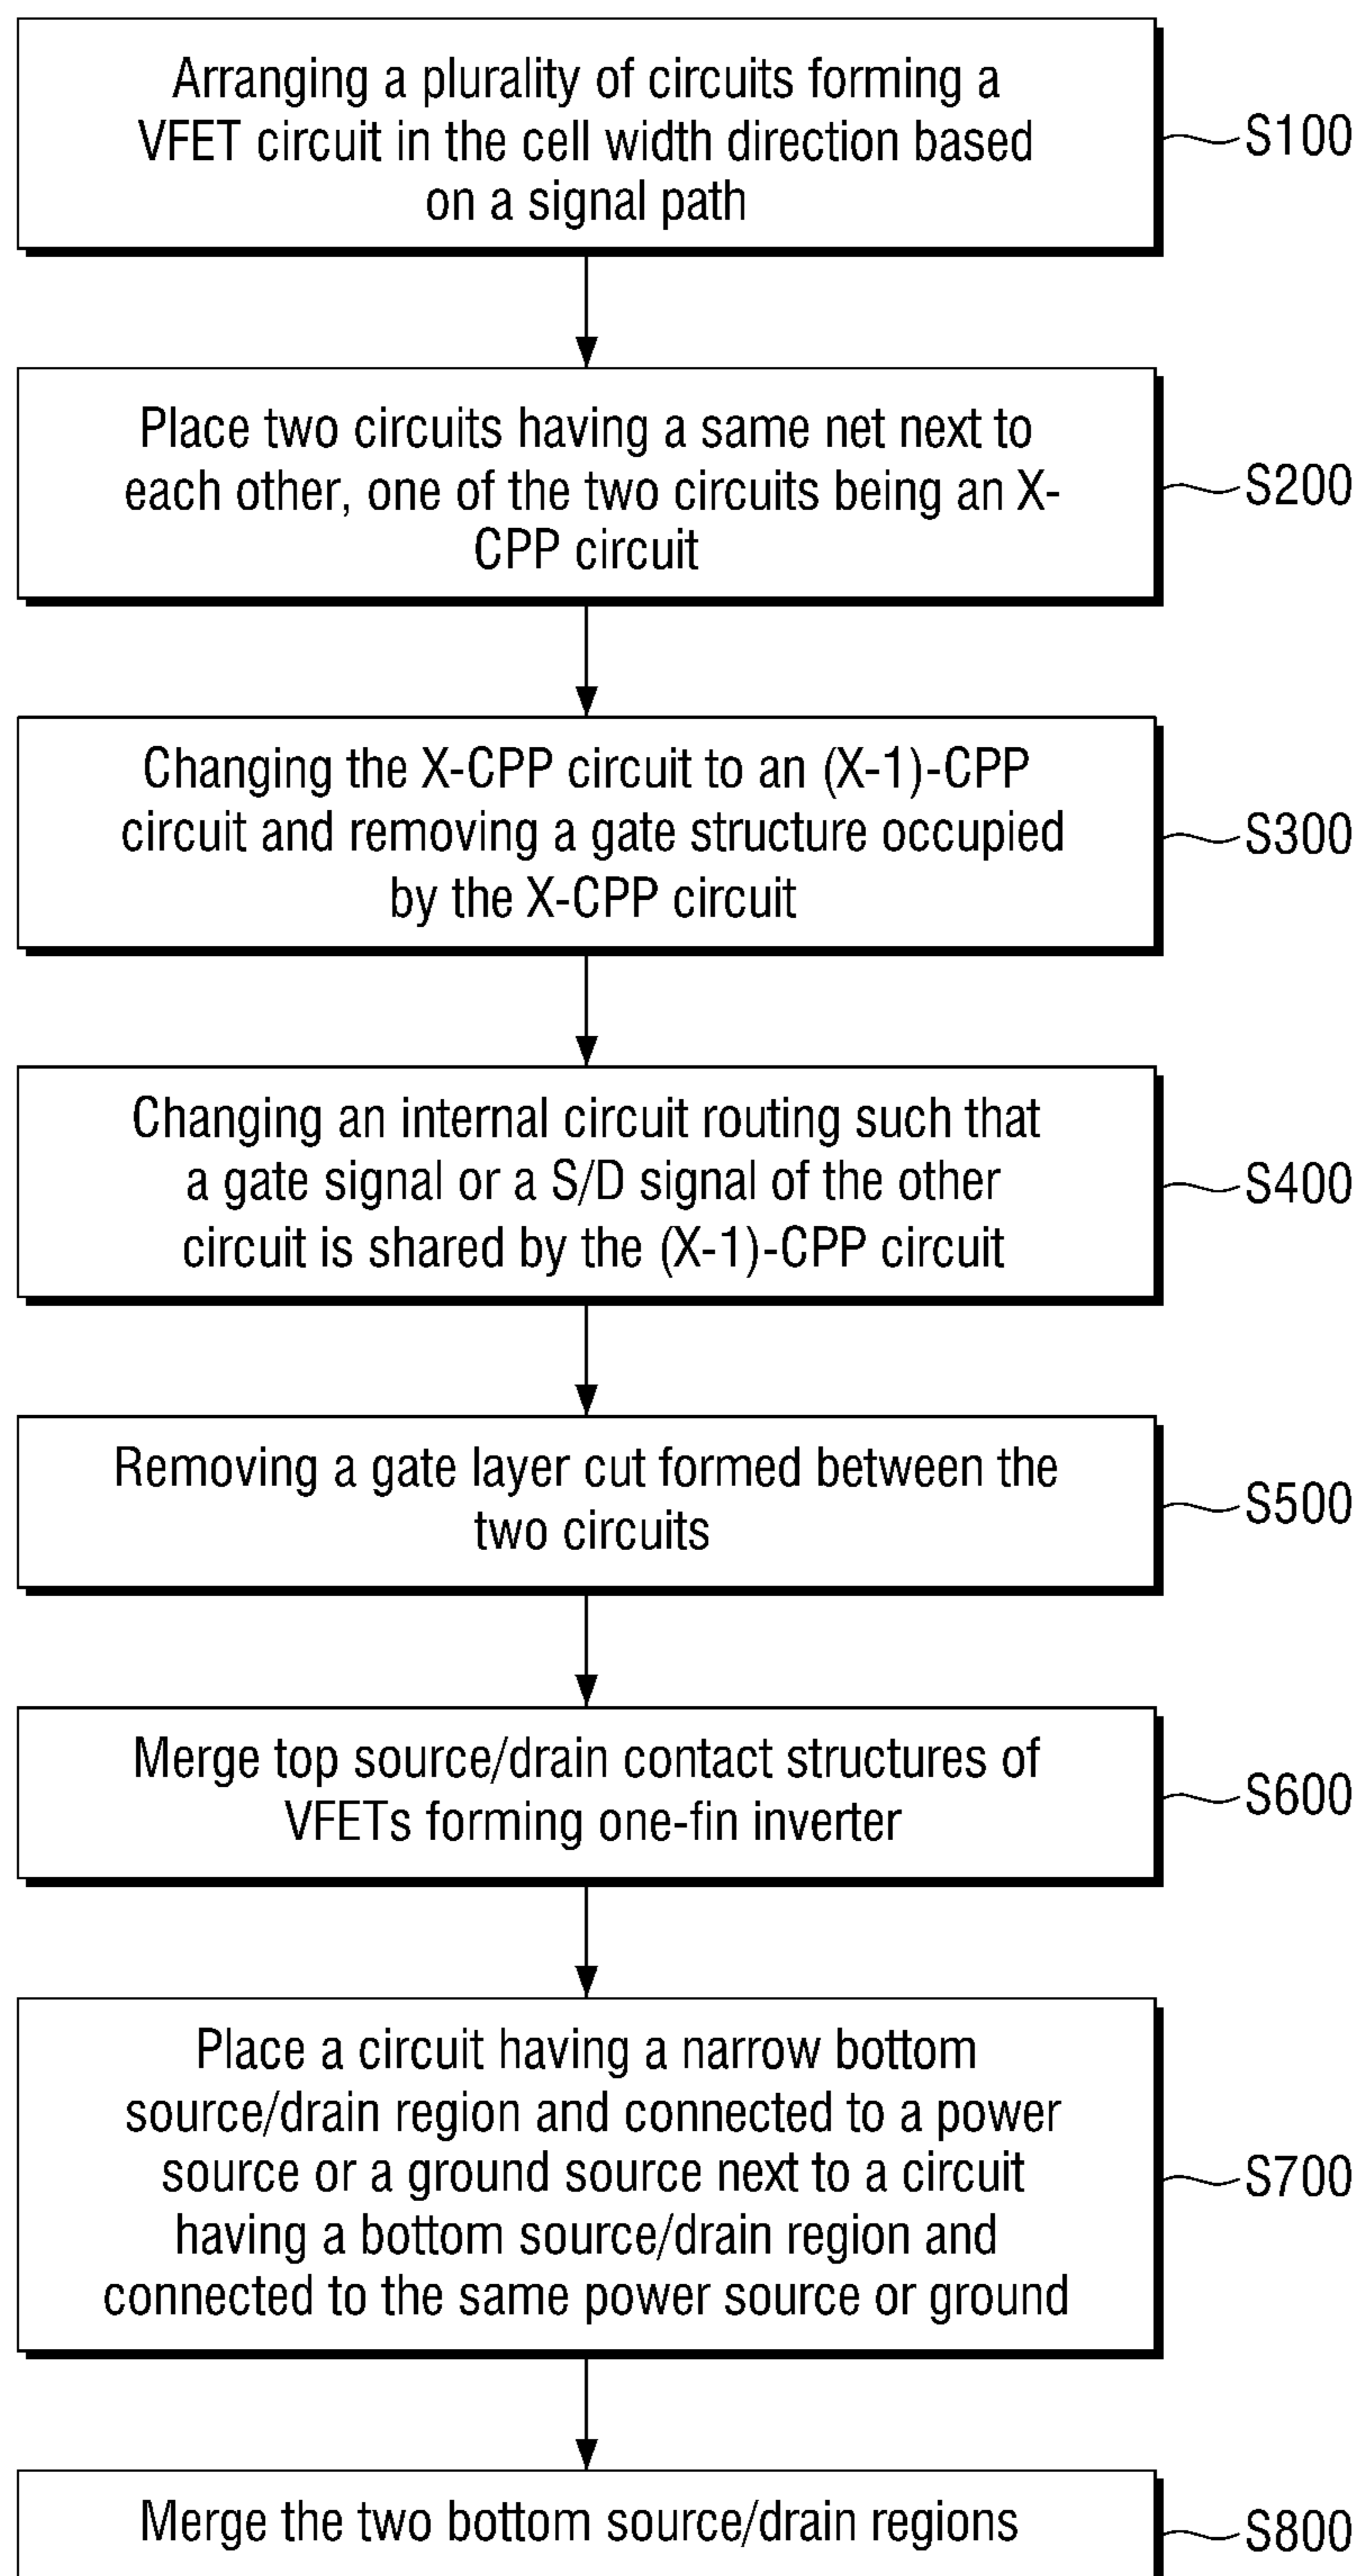 Arranging a plurality of circuits forming a
VFET circuit in the cell width direction based
on a signal path
S100
Place two circuits having a same net next to
each other, one of the two circuits being an X-
CPP circuit
S200
Changing the X-CPP circuit to an (X-1)-CPP
circuit and removing a gate structure occupied
by the X-CPP circuit
S300
Changing an internal circuit routing such that
a gate signal or a S/D signal of the other
circuit is shared by the (X-1)-CPP circuit
S400
Removing a gate layer cut formed between the
two circuits
S500
Merge top source/drain contact structures of
VFETs forming one-fin inverter
S600
Place a circuit having a narrow bottom
source/drain region and connected to a power
source or a ground source next to a circuit
having a bottom source/drain region and
connected to the same power source or ground
S700
Merge the two bottom source/drain regions
S800